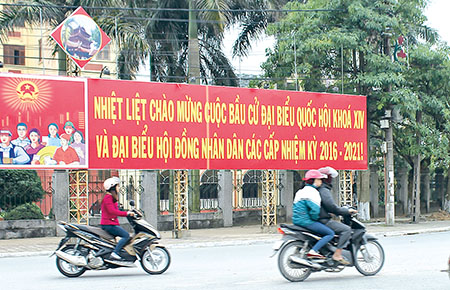 NHIỆT LIỆT CHÀO MỪNG CUỘC BẦU CỬ ĐẠI BIỂU QUỐC HỘI KHOÁ XIV
VÀ ĐẠI BIỂU HỘI ĐỒNG NHÂN DÂN CÁC CẤP NHIỆM KỲ 2016 - 2021!